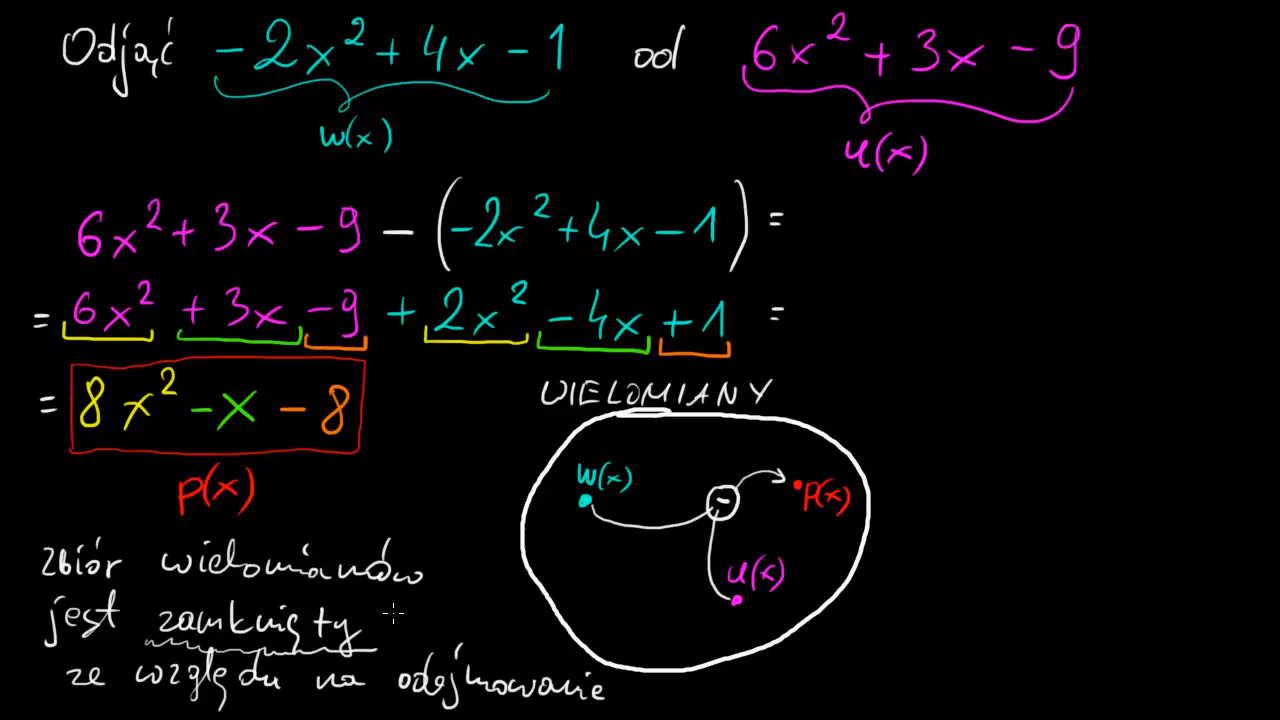 Odjąć -2x² + 4x - 1 od 6x² + 3x - 9
w(x) u(x)
6x² + 3x - 9 - (-2x² + 4x - 1) =
= 6x² + 3x - 9 + 2x² - 4x + 1 =
= 8x² - x - 8
p(x)
WIELOMIANY
w(x)
-
p(x)
u(x)
zbiór wielomianów
jest zamknięty
ze względu na odejmowanie